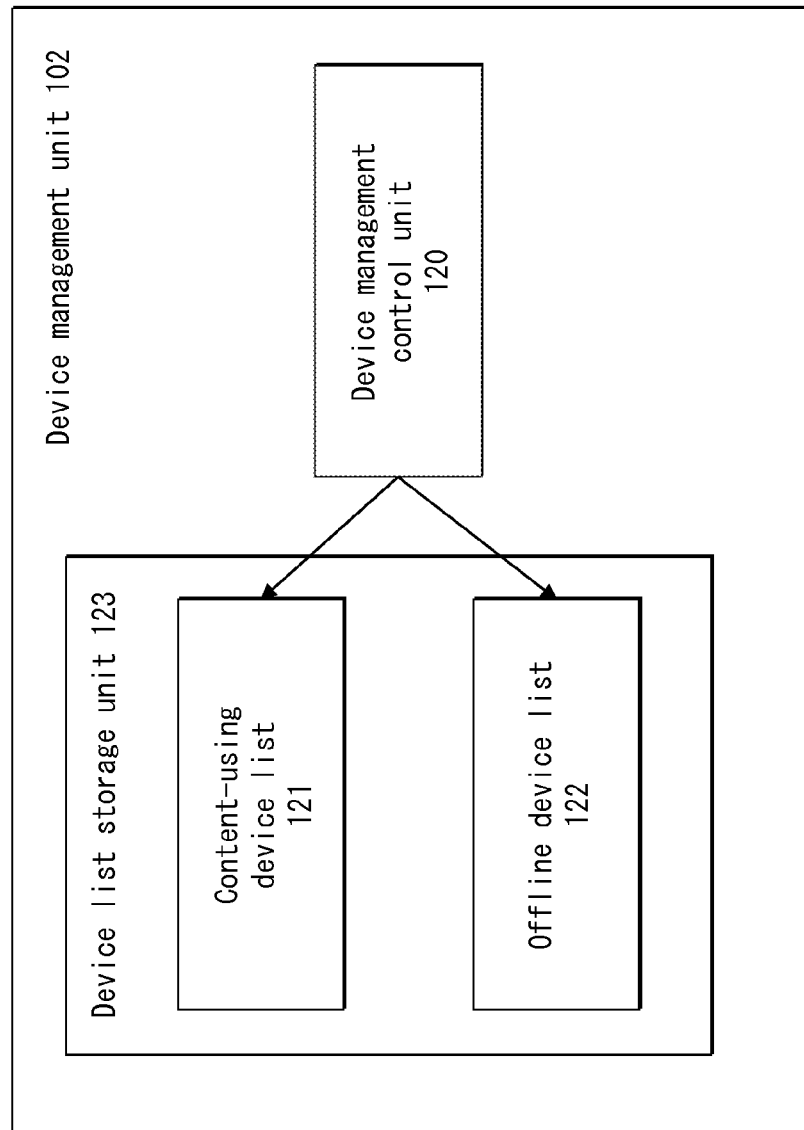 Device management unit 102
Device list storage unit 123
Content-using
device list
121
Offline device list
122
Device management
control unit
120